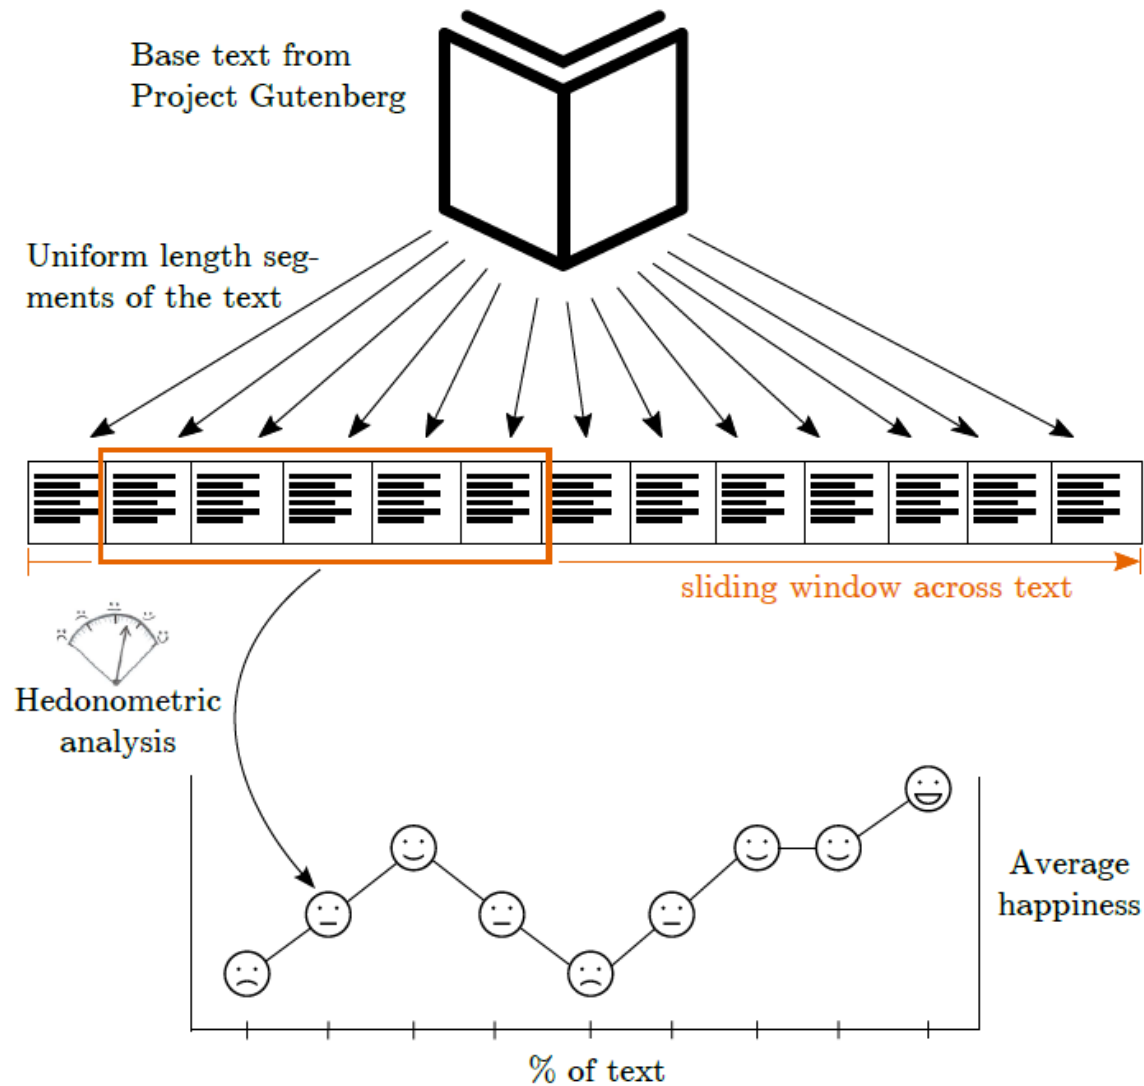 Base text from
Project Gutenberg
Uniform length seg-
ments of the text
sliding window across text
Hedonometric
analysis
Average
happiness
% of text